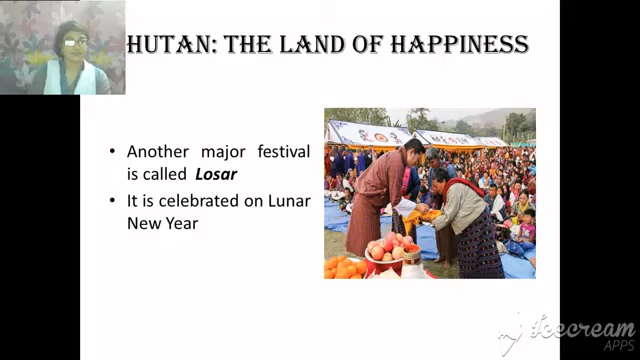 HUTAN: THE LAND OF HAPPINESS
• Another major festival
is called Losar
• It is celebrated on Lunar
New Year
Icecream
APPS